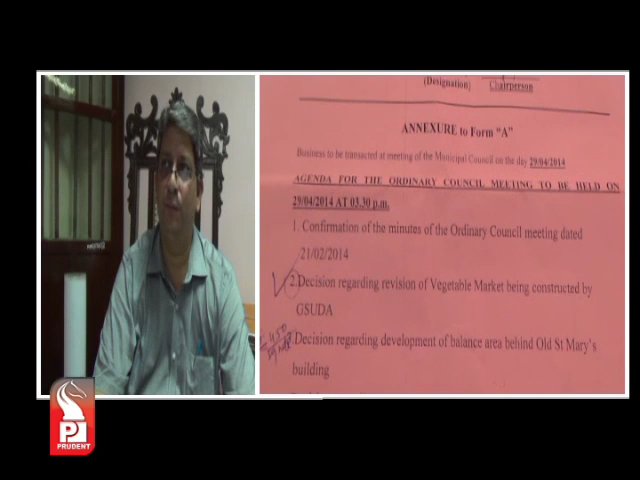 (Designation)
Chairperson
ANNEXURE to Form "A"
Business to be transacted at meeting of the Municipal Council on the day 29/04/2014
AGENDA FOR THE ORDINARY COUNCIL MEETING TO BE HELD ON
29/04/2014 AT 03.30 p.m.
1. Confirmation of the minutes of the Ordinary Council meeting dated
21/02/2014
2. Decision regarding revision of Vegetable Market being constructed by
GSUDA
Decision regarding development of balance area behind Old St Mary's
building
PRUDENT